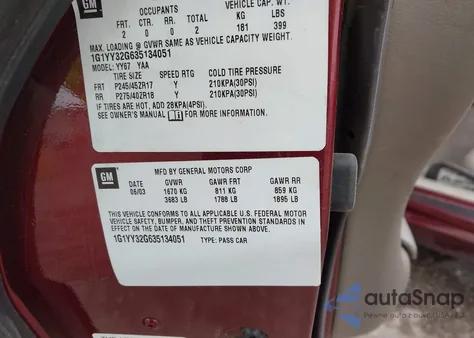 GM
OCCUPANTS
VEHICLE CAP. WT.
FRT. CTR. RR. TOTAL KG LBS
2 0 0 2 181 399
MAX. LOADING @ GVWR SAME AS VEHICLE CAPACITY WEIGHT.
1G1YY32G635134051
MODEL: YY67 YAA
TIRE SIZE SPEED RTG COLD TIRE PRESSURE
FRT P245/45ZR17 Y 210KPA(30PSI)
RR P275/40ZR18 Y 210KPA(30PSI)
IF TIRES ARE HOT, ADD 28KPA(4PSI).
SEE OWNER'S MANUAL FOR MORE INFORMATION.
GM
MFD BY GENERAL MOTORS CORP
DATE GVWR GAWR FRT GAWR RR
06/03 1670 KG 811 KG 859 KG
3683 LB 1788 LB 1895 LB
THIS VEHICLE CONFORMS TO ALL APPLICABLE U.S. FEDERAL MOTOR
VEHICLE SAFETY, BUMPER, AND THEFT PREVENTION STANDARDS IN
EFFECT ON THE DATE OF MANUFACTURE SHOWN ABOVE.
1G1YY32G635134051 TYPE: PASS CAR
autoSnap